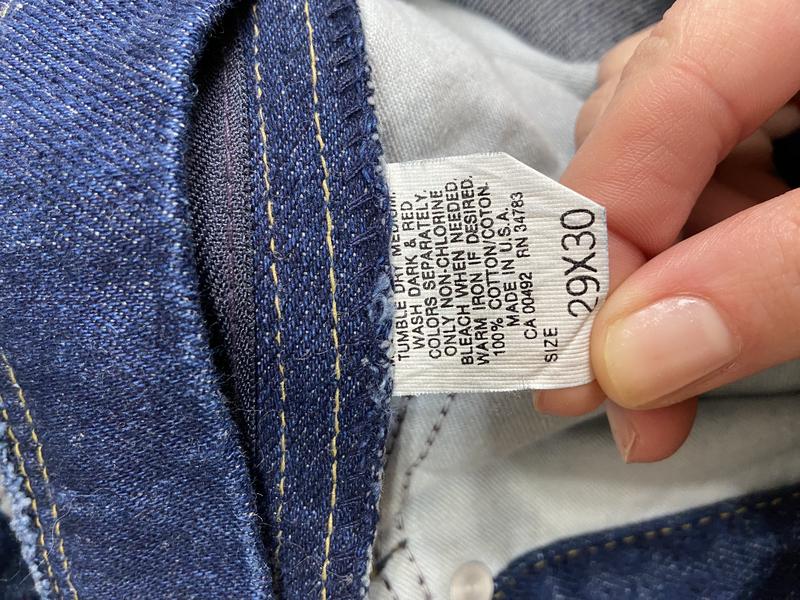 TUMBLE DRY MEDIUM.
WASH DARK & RED
COLORS SEPARATELY.
ONLY NON-CHLORINE
BLEACH WHEN NEEDED.
WARM IRON IF DESIRED.
100% COTTON/COTON.
MADE IN U.S.A.
CA 00492 RN 34783
SIZE 29X30